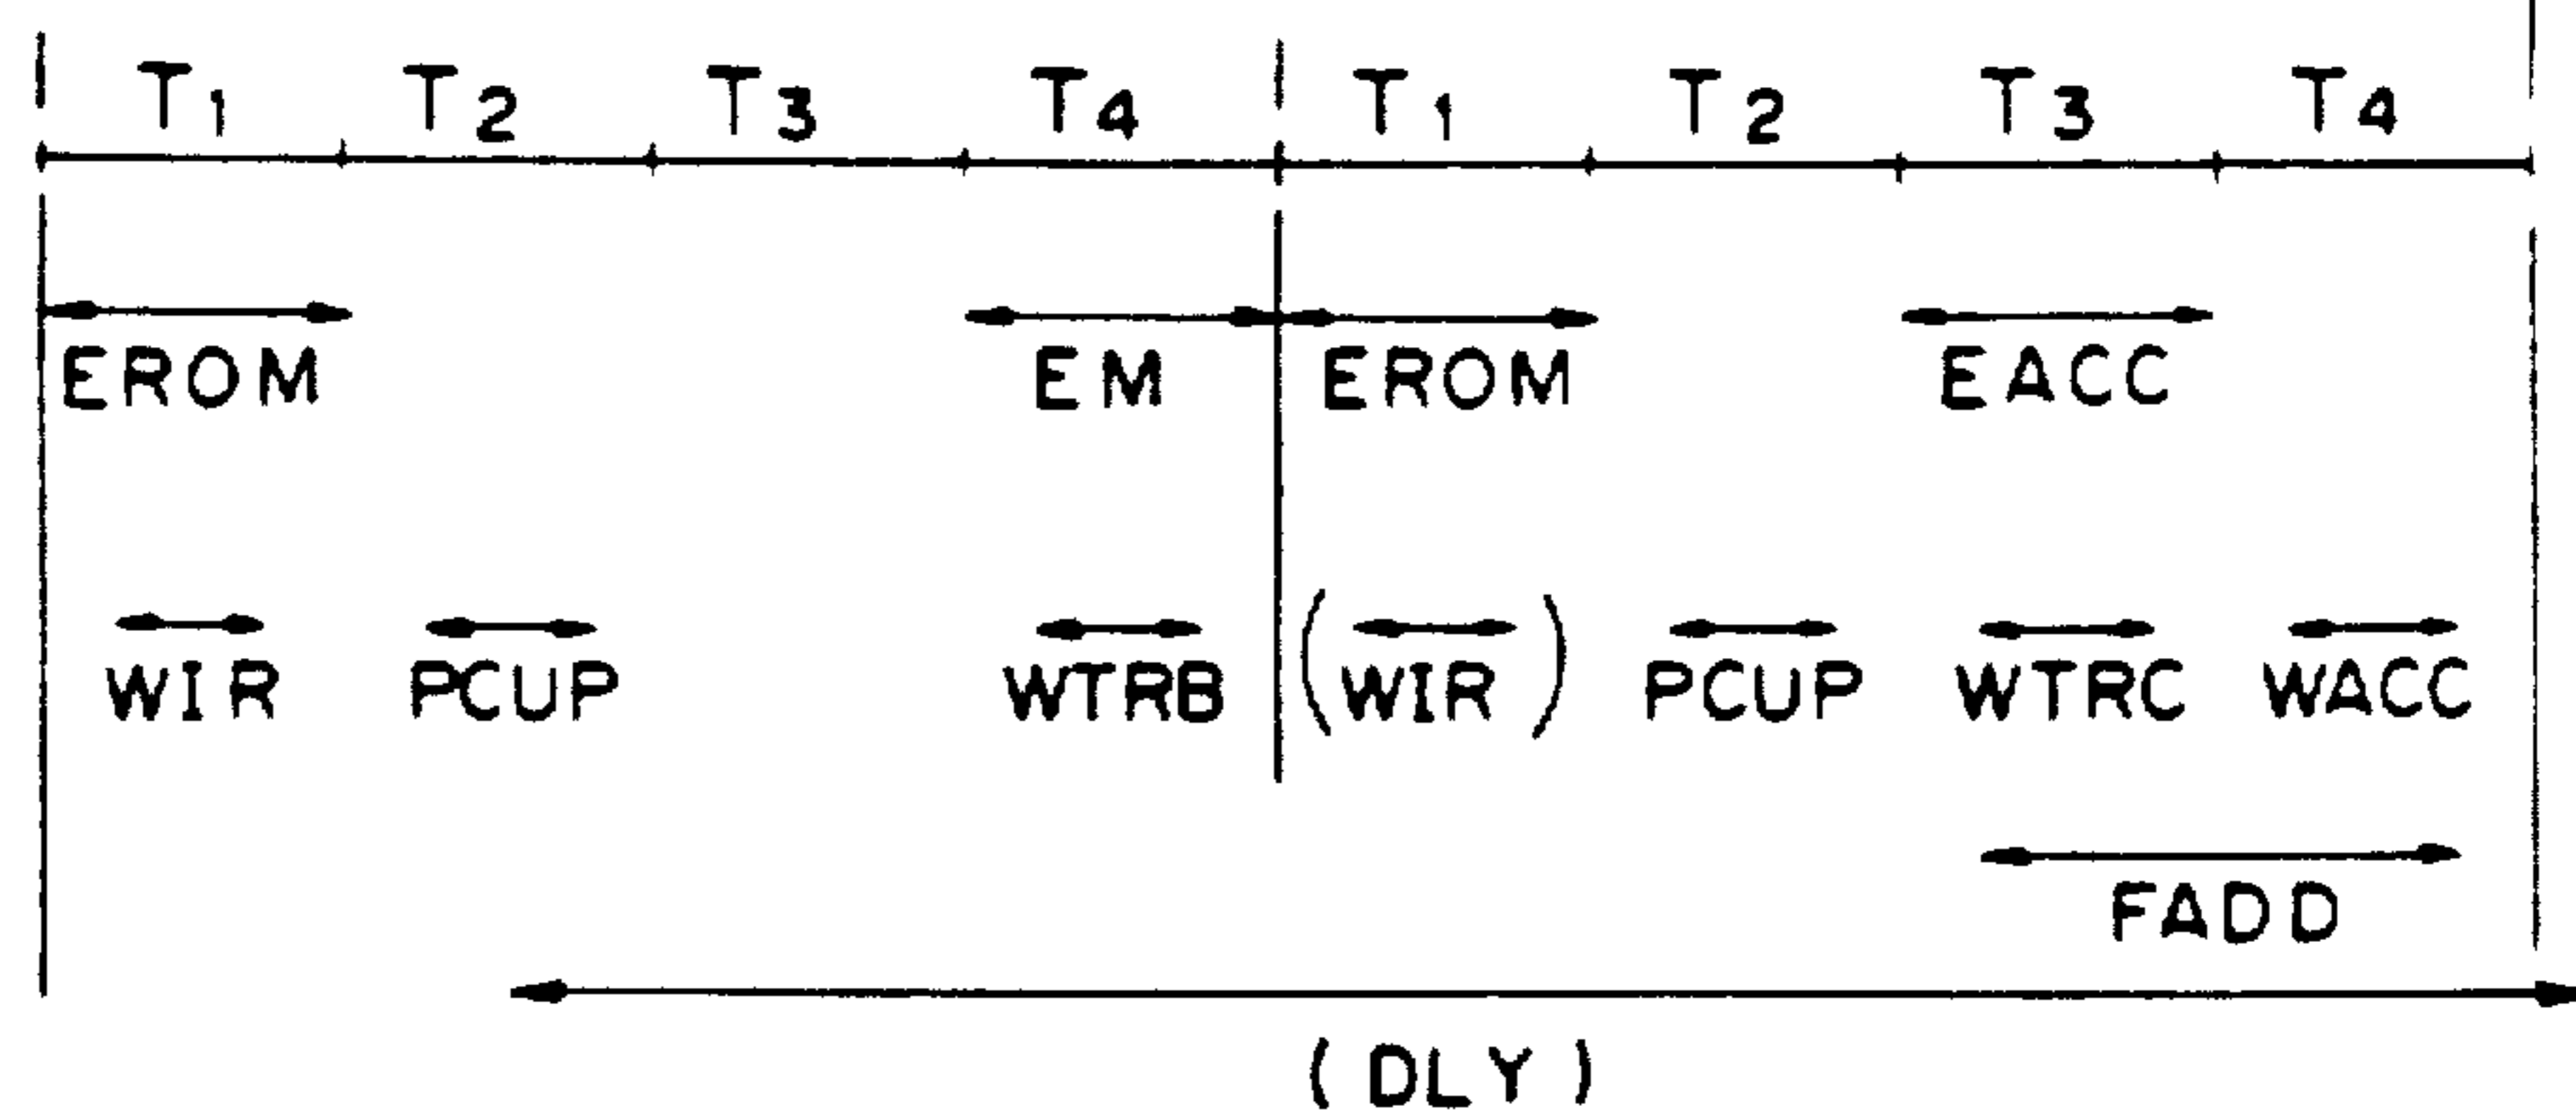 T1 T2 T3 T4 T1 T2 T3 T4
EROM EM EROM EACC
WIR PCUP WTRB (WIR) PCUP WTRC WACC
FADD
(DLY)